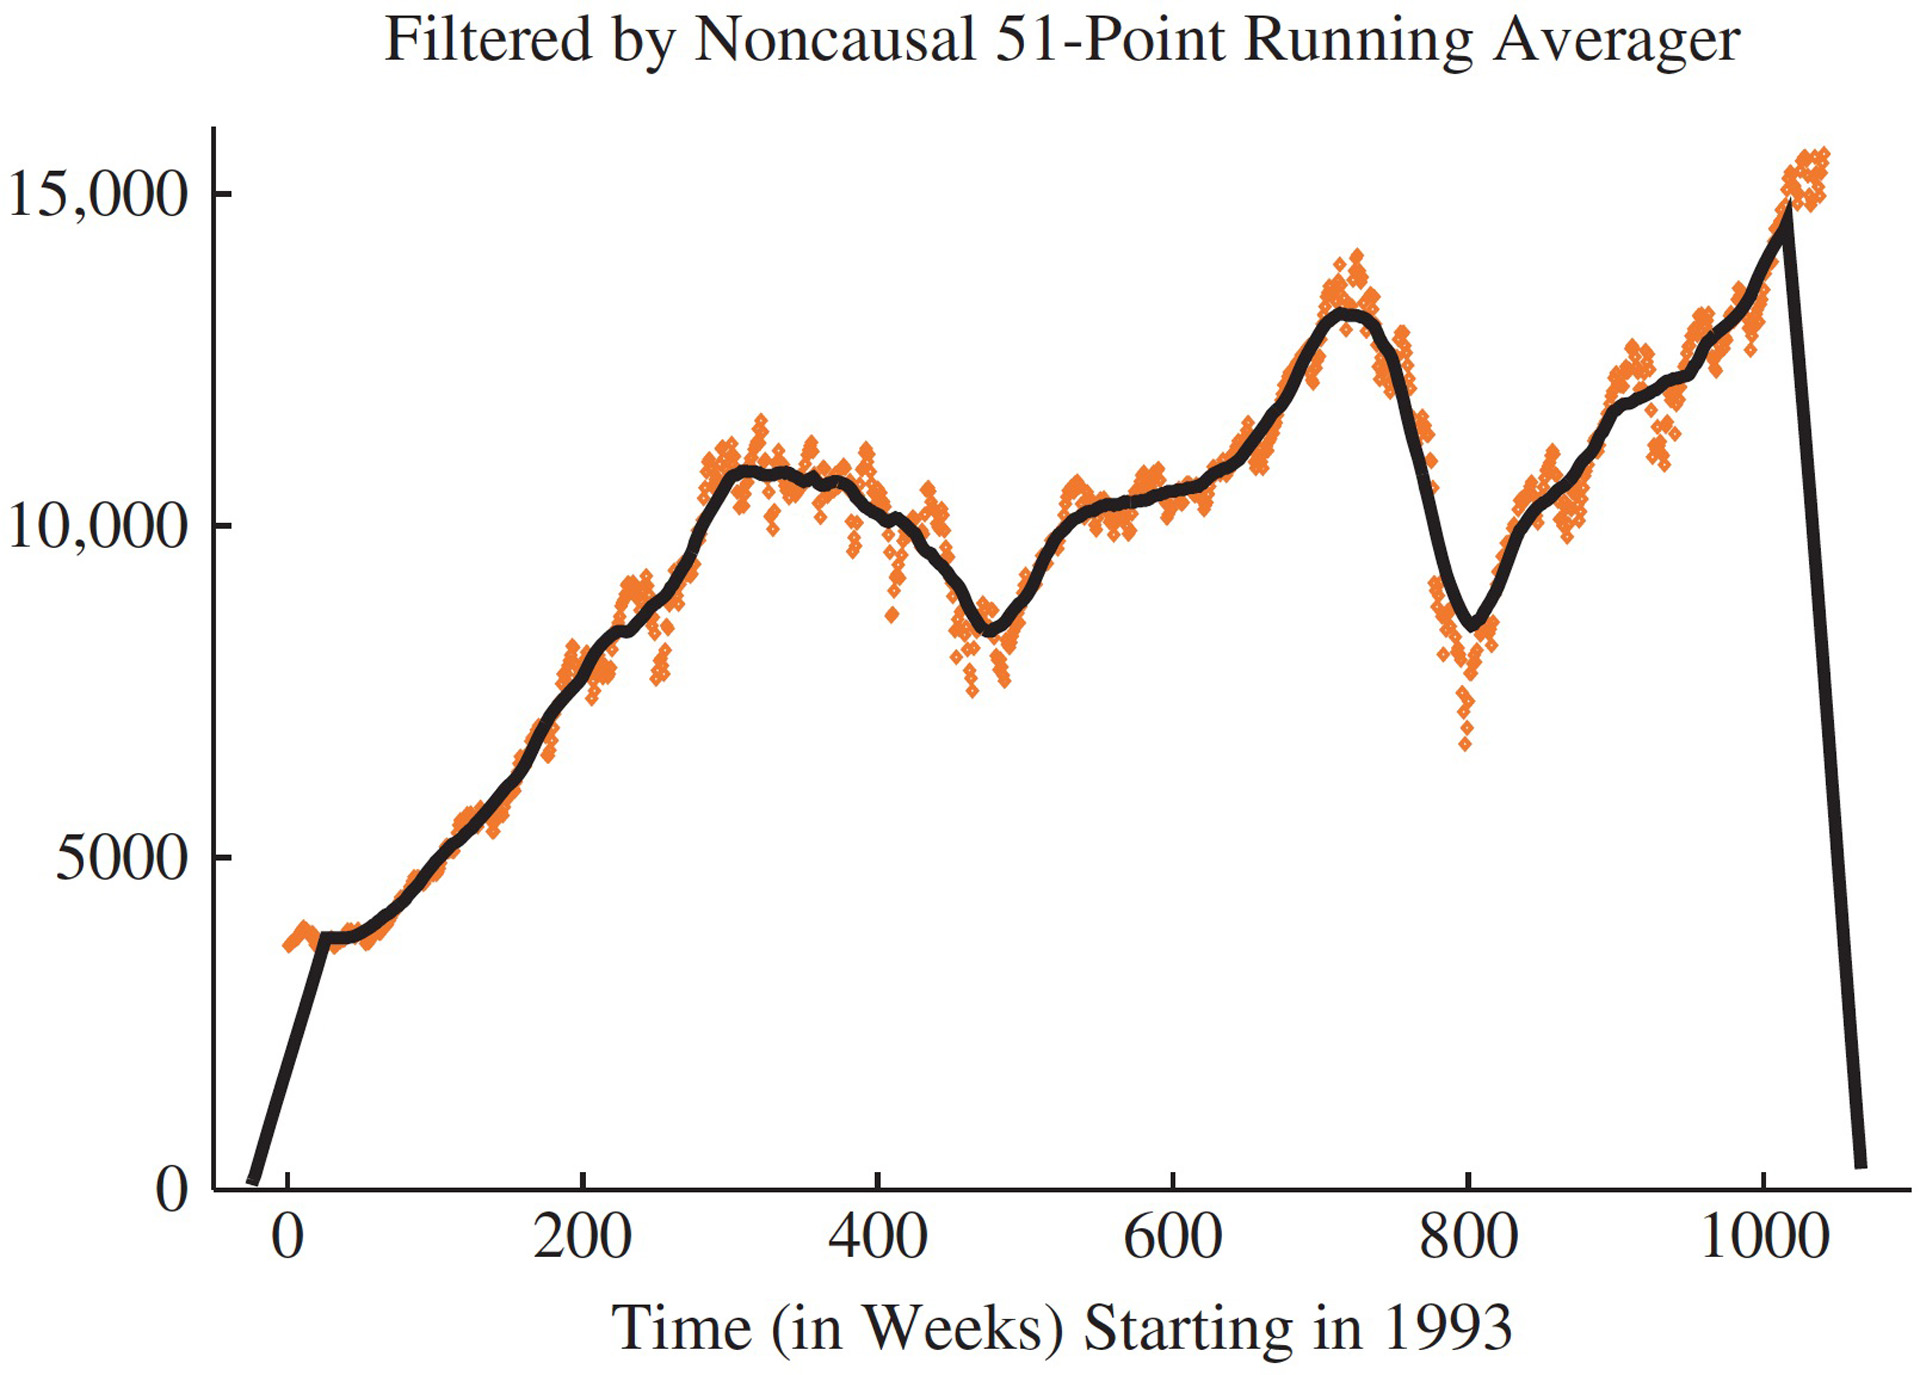 Filtered by Noncausal 51-Point Running Averager
15,000
10,000
5000
0
0 200 400 600 800 1000
Time (in Weeks) Starting in 1993